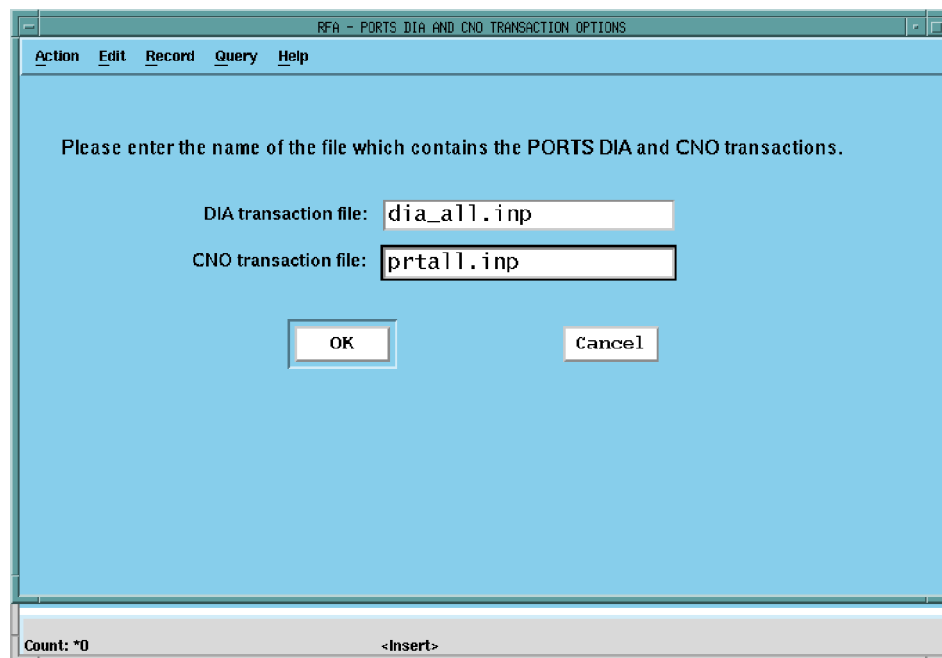 RFA - PORTS DIA AND CNO TRANSACTION OPTIONS
Action Edit Record Query Help
Please enter the name of the file which contains the PORTS DIA and CNO transactions.
DIA transaction file: dia_all.inp
CNO transaction file: prtall.inp
OK Cancel
Count: *0 <Insert>